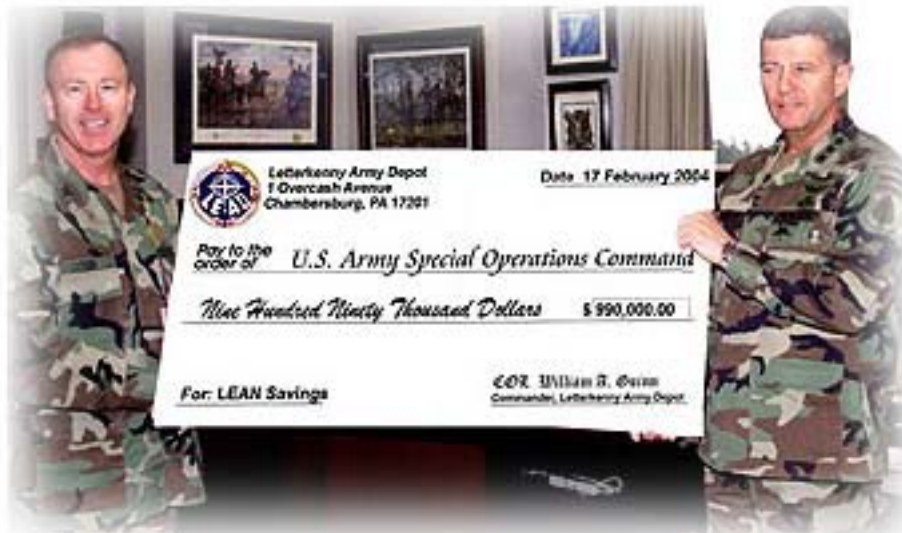 Letterkenny Army Depot
1 Overcash Avenue
Chambersburg, PA 17201
Date 17 February 2004
LEAD
Pay to the
order of U.S. Army Special Operations Command
Nine Hundred Ninety Thousand Dollars $ 990,000.00
For: LEAN Savings
COL William A. Guinn
Commander, Letterkenny Army Depot